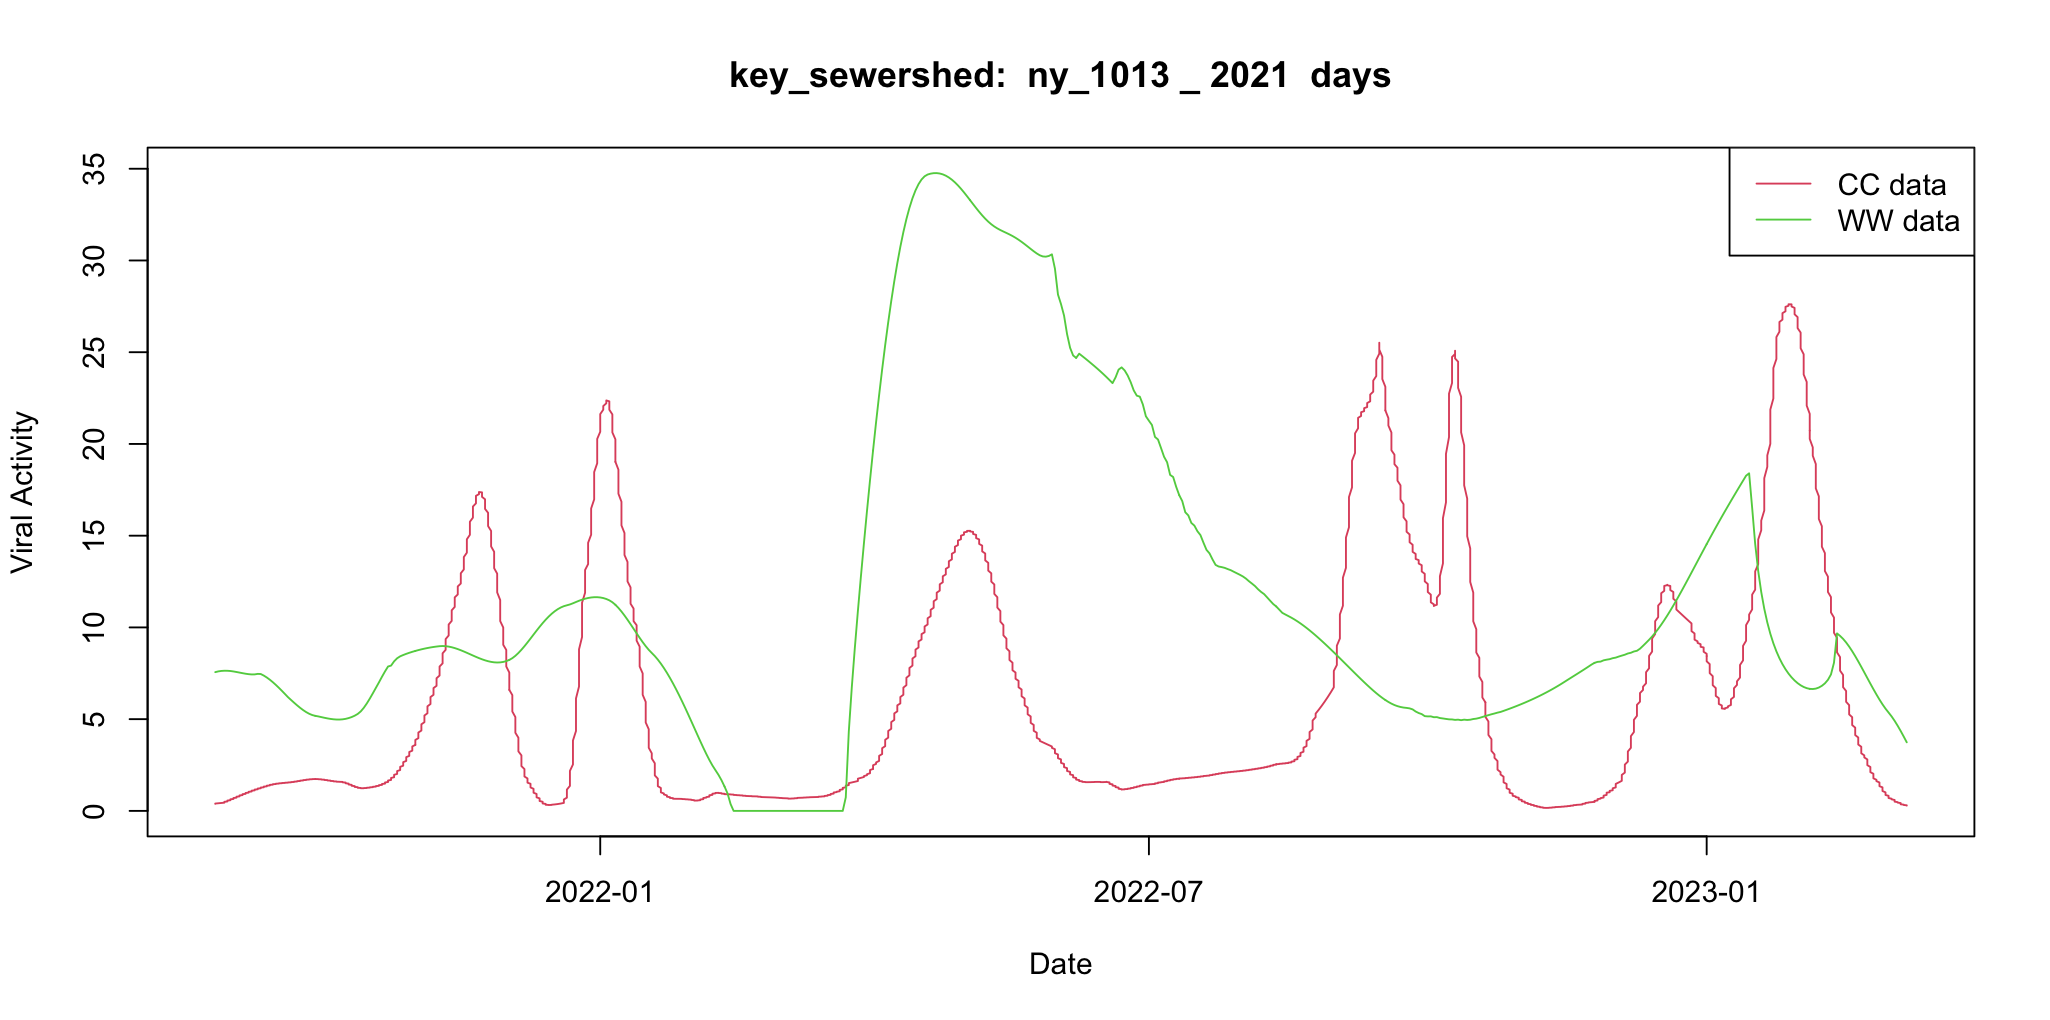 key_sewershed:  ny_1013 _ 2021  days
CC data
WW data
Viral Activity
35
30
25
20
15
10
5
0
2022-01
2022-07
2023-01
Date